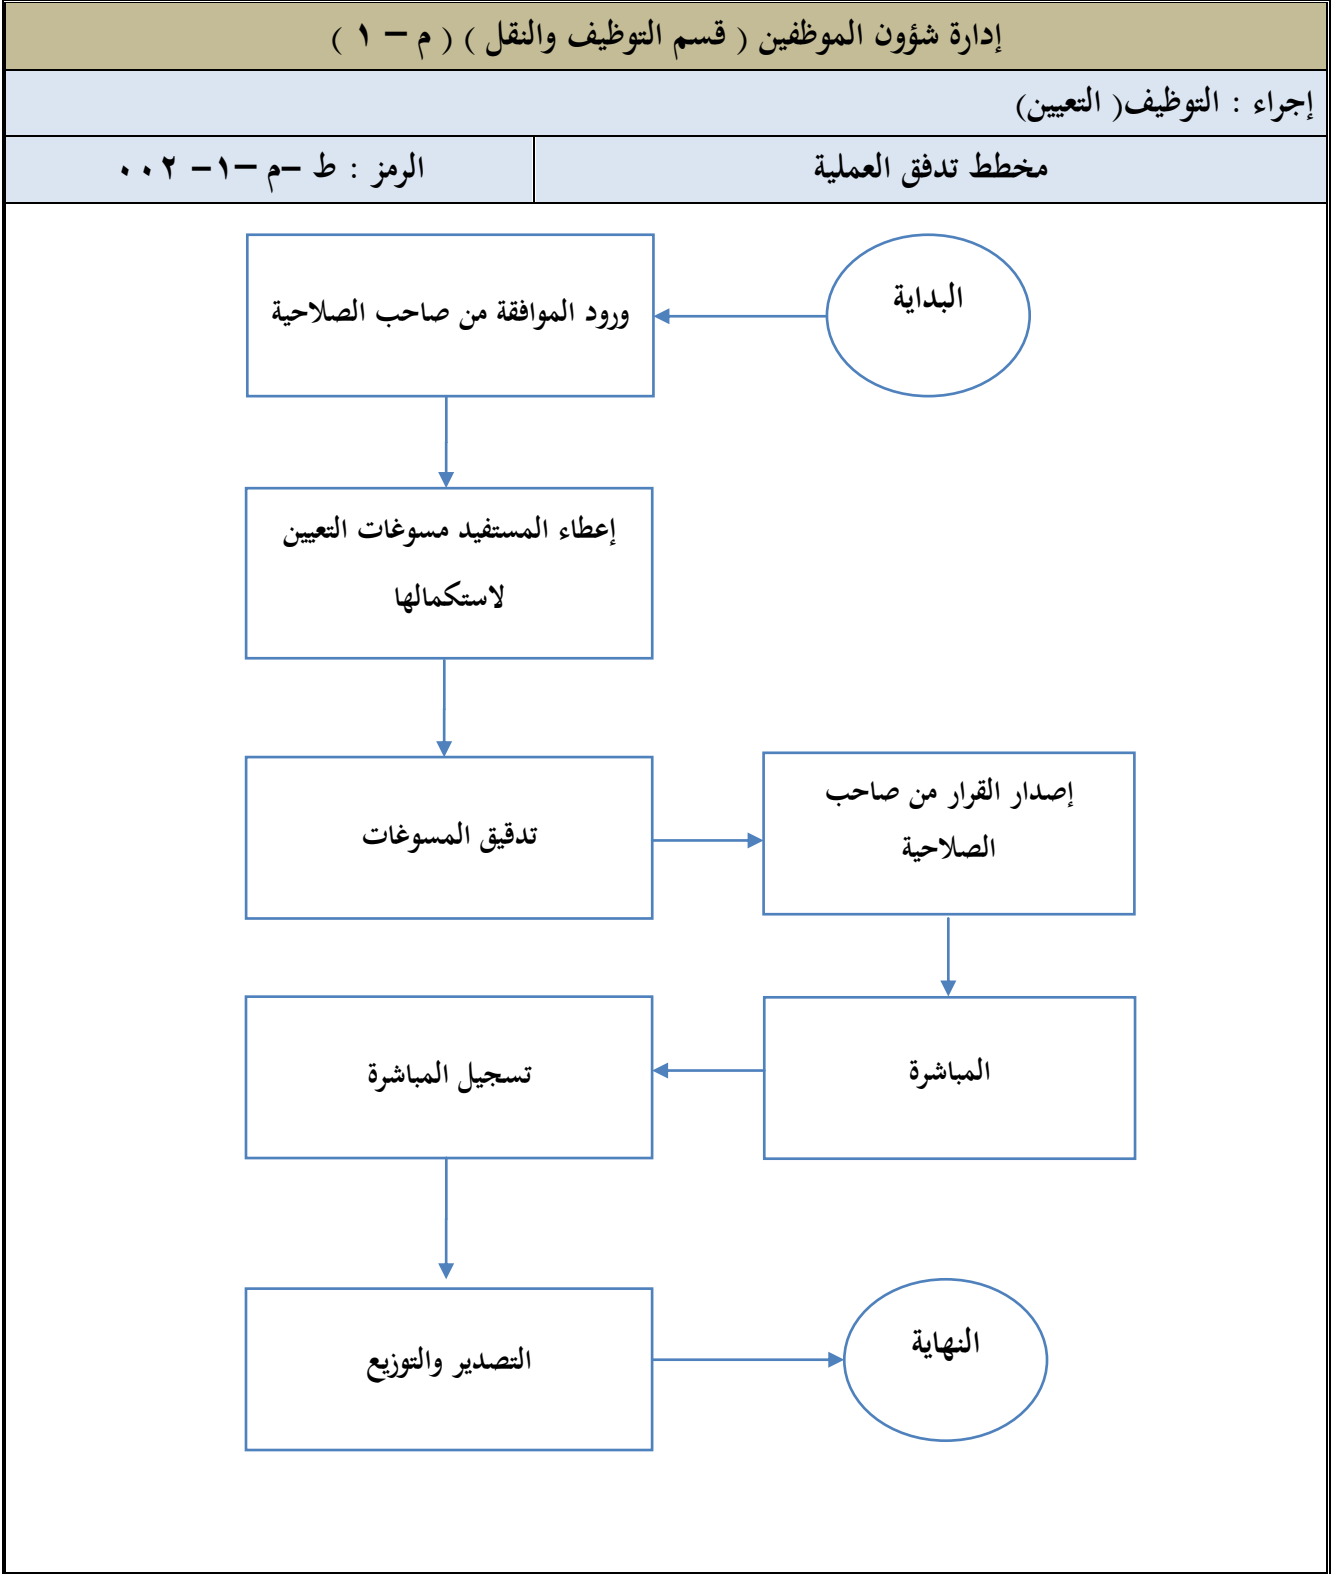 إدارة شؤون الموظفين ( قسم التوظيف والنقل ) ( م – ١ )
إجراء : التوظيف( التعيين)
مخطط تدفق العملية
الرمز : ط –م –١– ٠٠٢
البداية
ورود الموافقة من صاحب الصلاحية
إعطاء المستفيد مسوغات التعيين
لاستكمالها
تدقيق المسوغات
إصدار القرار من صاحب
الصلاحية
المباشرة
تسجيل المباشرة
التصدير والتوزيع
النهاية